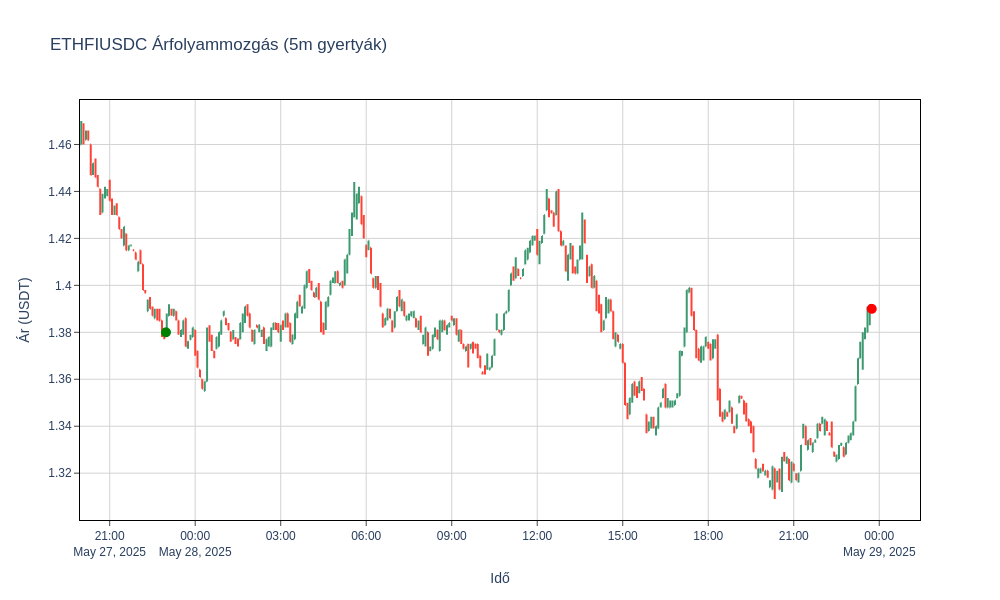 ETHFIUSDC Árfolyammozgás (5m gyertyák)
Ár (USDT)
1.46
1.44
1.42
1.4
1.38
1.36
1.34
1.32
21:00 00:00 03:00 06:00 09:00 12:00 15:00 18:00 21:00 00:00
May 27, 2025 May 28, 2025 May 29, 2025
Idő